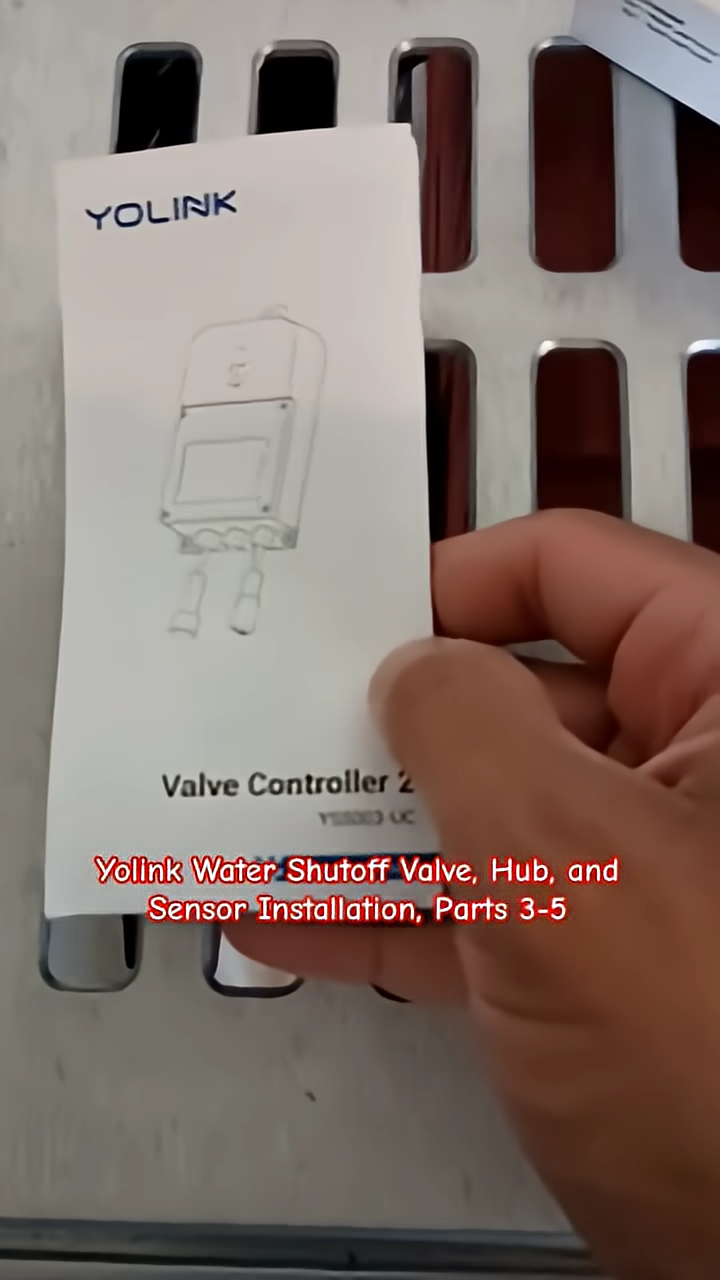 YOLINK
Valve Controller 2
Yolink Water Shutoff Valve, Hub, and
Sensor Installation, Parts 3-5